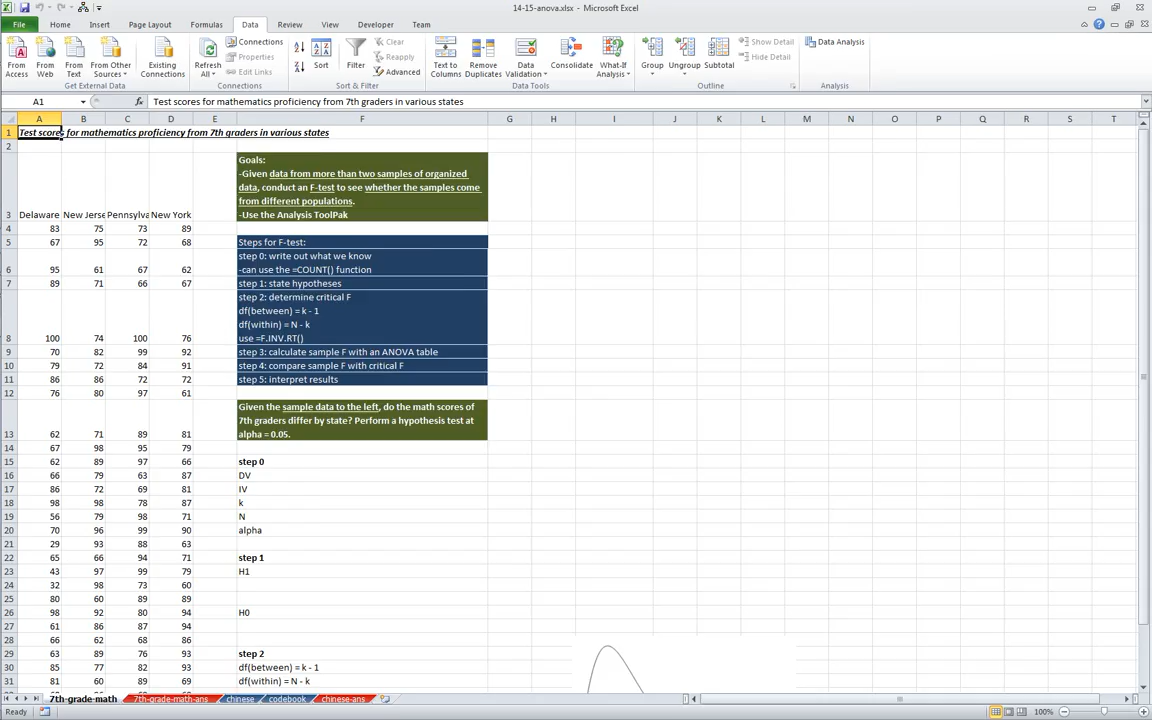 14-15-anova.xlsx - Microsoft Excel
File Home Insert Page Layout Formulas Data Review View Developer Team
From Access From Web From Text From Other Sources Existing Connections Refresh All Connections Properties Edit Links Sort Filter Clear Reapply Advanced Text to Columns Remove Duplicates Data Validation Consolidate What-If Analysis Group Ungroup Subtotal Show Detail Hide Detail Data Analysis
Get External Data Connections Sort & Filter Data Tools Outline Analysis
A1 fx Test scores for mathematics proficiency from 7th graders in various states
A B C D E F G H I J K L M N O P Q R S T
1 Test scores for mathematics proficiency from 7th graders in various states
2
Goals:
-Given data from more than two samples of organized
data, conduct an F-test to see whether the samples come
from different populations.
3 Delaware New Jerse Pennsylva New York -Use the Analysis ToolPak
4 83 75 73 89
5 67 95 72 68 Steps for F-test:
step 0: write out what we know
6 95 61 67 62 -can use the =COUNT() function
7 89 71 66 67 step 1: state hypotheses
step 2: determine critical F
df(between) = k - 1
df(within) = N - k
8 100 74 100 76 use =F.INV.RT()
9 70 82 99 92 step 3: calculate sample F with an ANOVA table
10 79 72 84 91 step 4: compare sample F with critical F
11 86 86 72 72 step 5: interpret results
12 76 80 97 61
Given the sample data to the left, do the math scores of
7th graders differ by state? Perform a hypothesis test at
13 62 71 89 81 alpha = 0.05.
14 67 98 95 79
15 62 89 97 66 step 0
16 66 79 63 87 DV
17 86 72 69 81 IV
18 98 98 78 87 k
19 56 79 98 71 N
20 70 96 99 90 alpha
21 29 93 88 63
22 65 66 94 71 step 1
23 43 97 99 79 H1
24 32 98 73 60
25 80 60 89 89
26 98 92 80 94 H0
27 61 86 87 94
28 66 62 68 86
29 63 89 76 93 step 2
30 85 77 82 93 df(between) = k - 1
31 81 60 89 69 df(within) = N - k
7th-grade-math 7th-grade-math-ans chinese codebook chinese-ans
Ready 100%